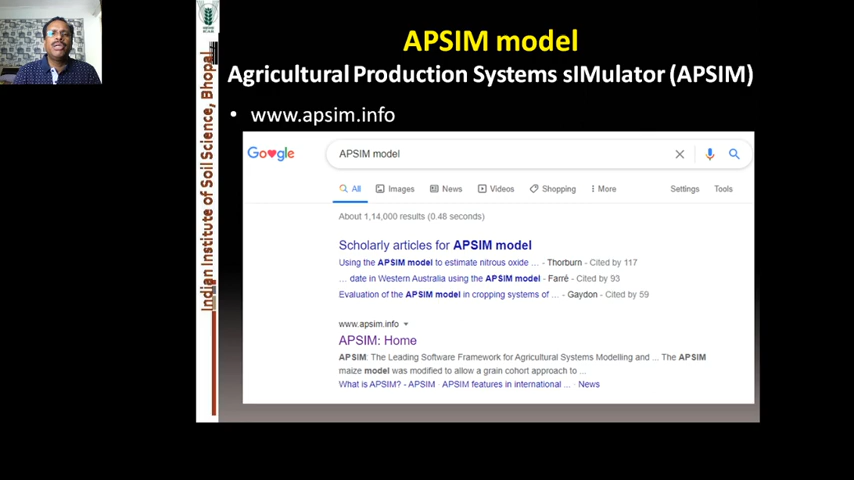 APSIM model
Agricultural Production Systems sIMulator (APSIM)
• www.apsim.info
Google
APSIM model
All Images News Videos Shopping More Settings Tools
About 1,14,000 results (0.48 seconds)
Scholarly articles for APSIM model
Using the APSIM model to estimate nitrous oxide ... - Thorburn - Cited by 117
... date in Western Australia using the APSIM model - Farré - Cited by 93
Evaluation of the APSIM model in cropping systems of ... - Gaydon - Cited by 59
www.apsim.info
APSIM: Home
APSIM: The Leading Software Framework for Agricultural Systems Modelling and ... The APSIM
maize model was modified to allow a grain cohort approach to ...
What is APSIM? - APSIM · APSIM features in international ... · News
Indian Institute of Soil Science, Bhopal